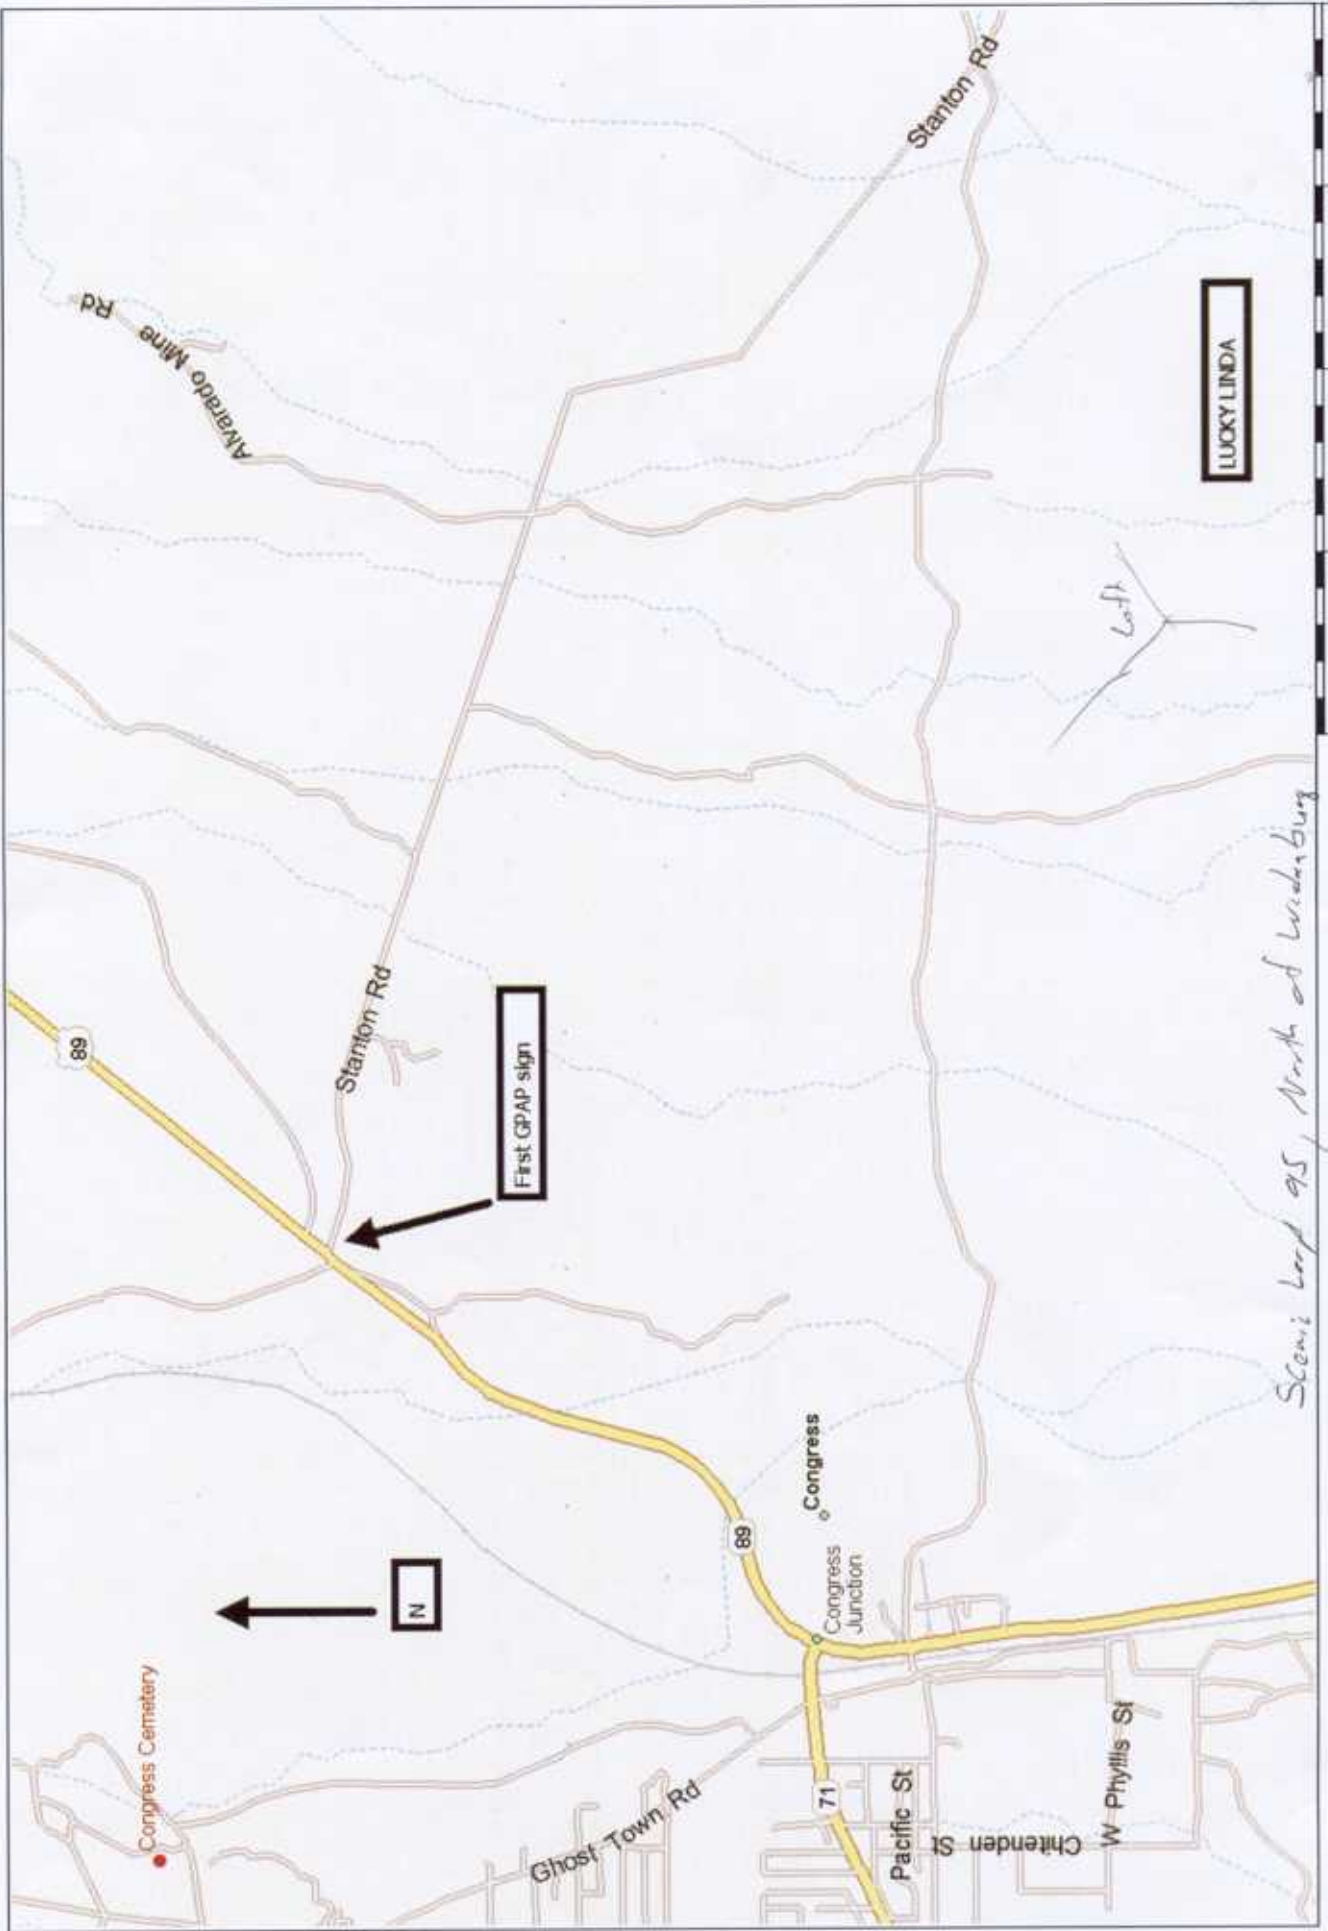 89
Alvarado Mine Rd
Congress Cemetery
Stanton Rd
N
First GPAP sign
Ghost Town Rd
89
Congress
71
Congress
Junction
Pacific St
Stanton Rd
Chitenden St
W Phyllis St
LUCKY LINDA
Scenic Loop 95, North of Wickenburg